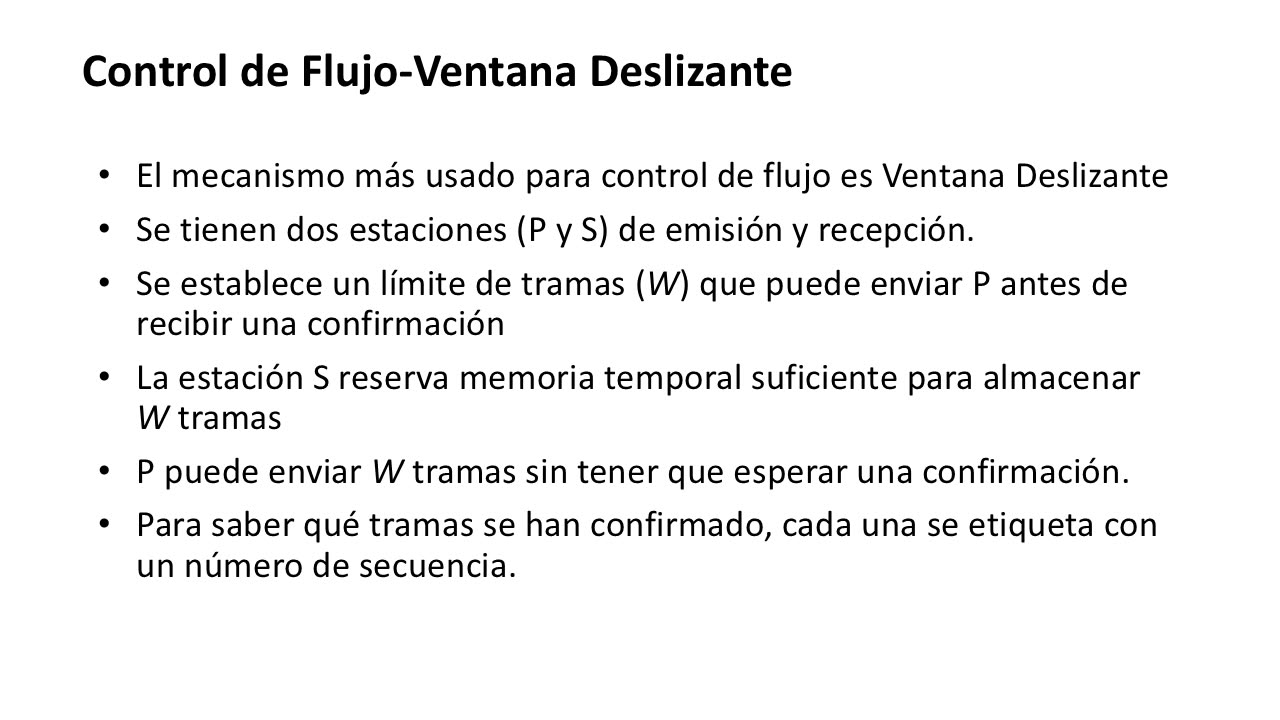 Control de Flujo-Ventana Deslizante
• El mecanismo más usado para control de flujo es Ventana Deslizante
• Se tienen dos estaciones (P y S) de emisión y recepción.
• Se establece un límite de tramas (W) que puede enviar P antes de
recibir una confirmación
• La estación S reserva memoria temporal suficiente para almacenar
W tramas
• P puede enviar W tramas sin tener que esperar una confirmación.
• Para saber qué tramas se han confirmado, cada una se etiqueta con
un número de secuencia.